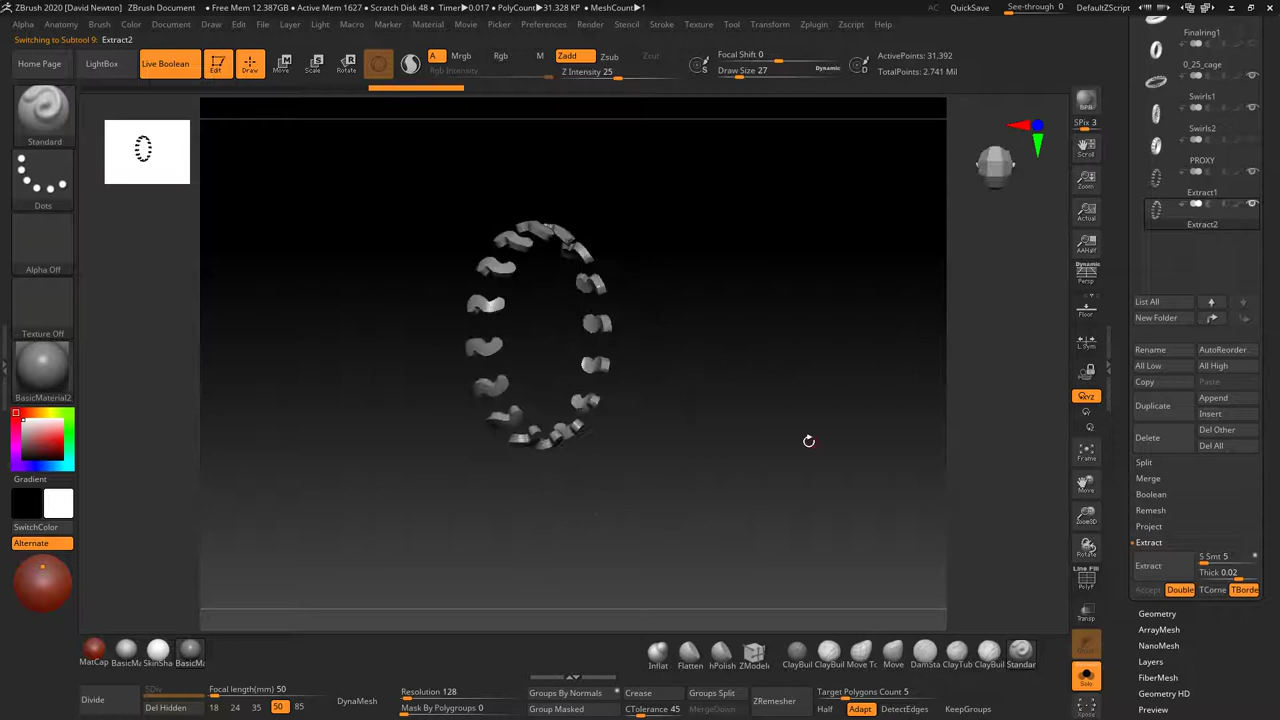 ZBrush 2020 [David Newton] ZBrush Document • Free Mem 12.387GB • Active Mem 1627 • Scratch Disk 48 • Timer▶0.017 • PolyCount▶31.328 KP • MeshCount▶1 AC QuickSave See-through 0 DefaultZScript
Alpha Anatomy Brush Color Document Draw Edit File Layer Light Macro Marker Material Movie Picker Preferences Render Stencil Stroke Texture Tool Transform Zplugin Zscript Help
Switching to Subtool 9: Extract2
Home Page LightBox Live Boolean Edit Draw Move Scale Rotate A Mrgb Rgb M Zadd Zsub Zcut Focal Shift 0 ActivePoints: 31,392
Rgb Intensity Z Intensity 25 Draw Size 27 Dynamic TotalPoints: 2.741 Mil
S D
Standard
Dots
Alpha Off
Texture Off
BasicMaterial2
Gradient
SwitchColor
Alternate
BPR
SPix 3
Scroll
Zoom
Actual
AAHalf
Dynamic
Persp
Floor
L.Sym
XYZ
Frame
Move
Zoom3D
Rotate
Line Fill
PolyF
Transp
Ghost
Solo
Xpose
Finalring1
0_25_cage
Swirls1
Swirls2
PROXY
Extract1
Extract2
List All
New Folder
Rename AutoReorder
All Low All High
Copy Paste
Duplicate Append
Insert
Delete Del Other
Del All
Split
Merge
Boolean
Remesh
Project
Extract
Extract S Smt 5
Thick 0.02
Accept Double TCorne TBorde
Geometry
ArrayMesh
NanoMesh
Layers
FiberMesh
Geometry HD
Preview
MatCap BasicMa SkinSha BasicMa Inflat Flatten hPolish ZModele ClayBuil ClayBuil Move To Move DamSta ClayTub ClayBuil Standar
Divide SDiv Focal length(mm) 50 DynaMesh Resolution 128 Groups By Normals Crease Groups Split ZRemesher Target Polygons Count 5
Del Hidden 18 24 35 50 85 Mask By Polygroups 0 Group Masked CTolerance 45 MergeDown Half Adapt DetectEdges KeepGroups